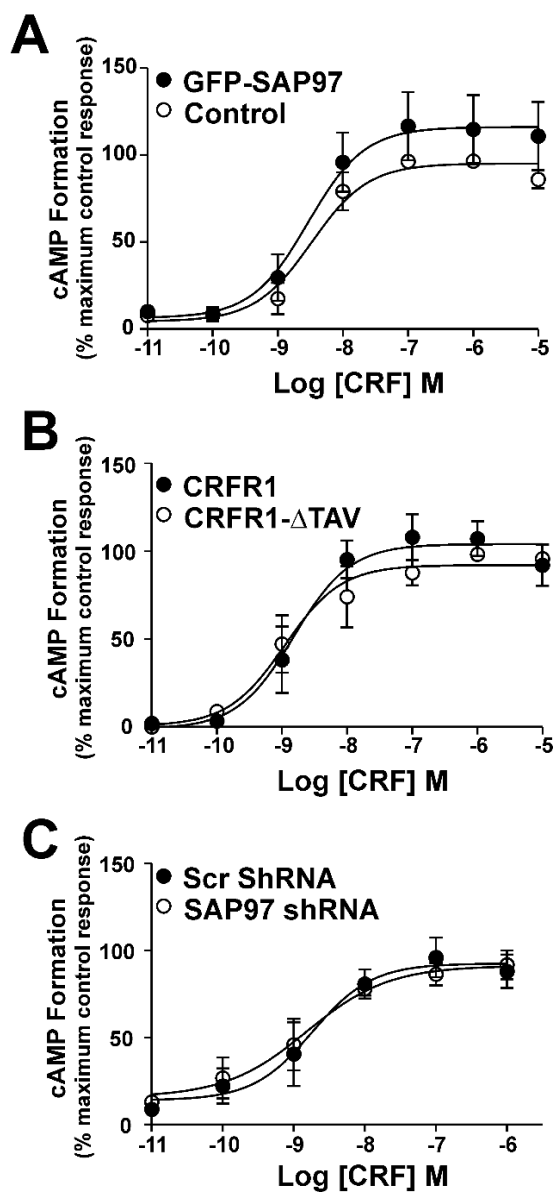 A
GFP-SAP97
Control
cAMP Formation
(% maximum control response)
150
100
50
0
-11 -10 -9 -8 -7 -6 -5
Log [CRF] M
B
CRFR1
CRFR1-ΔTAV
cAMP Formation
(% maximum control response)
150
100
50
0
-11 -10 -9 -8 -7 -6 -5
Log [CRF] M
C
Scr ShRNA
SAP97 shRNA
cAMP Formation
(% maximum control response)
150
100
50
0
-11 -10 -9 -8 -7 -6
Log [CRF] M